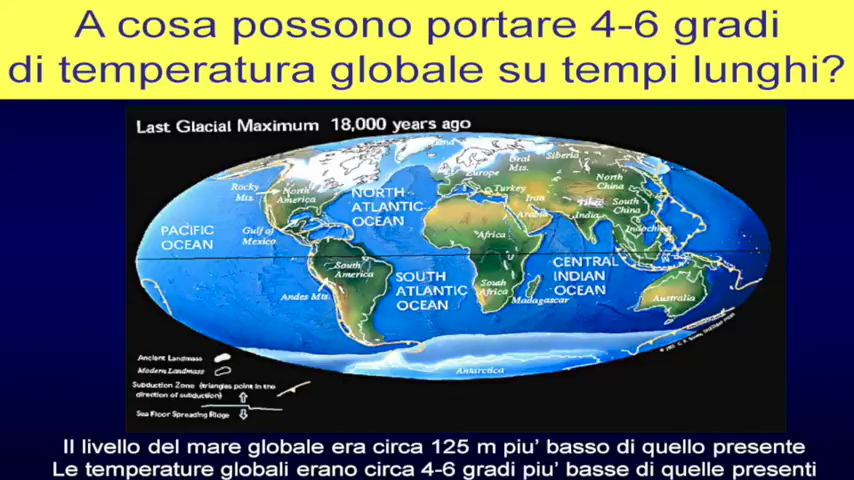 A cosa possono portare 4-6 gradi
di temperatura globale su tempi lunghi?
Last Glacial Maximum 18,000 years ago
Ural
Mts.
Siberia
Europe
Rocky
Mts.
North
America
NORTH
ATLANTIC
OCEAN
Turkey
Iran
Tibet
North
China
South
China
Arabia
India
Indochina
PACIFIC
OCEAN
Gulf of
Mexico
Africa
South
America
SOUTH
ATLANTIC
OCEAN
CENTRAL
INDIAN
OCEAN
Andes Mts.
South
Africa
Madagascar
Australia
Antarctica
Ancient Landmass
Modern Landmass
Subduction Zone (triangles point in the
direction of subduction)
Sea Floor Spreading Ridge
Il livello del mare globale era circa 125 m piu' basso di quello presente
Le temperature globali erano circa 4-6 gradi piu' basse di quelle presenti